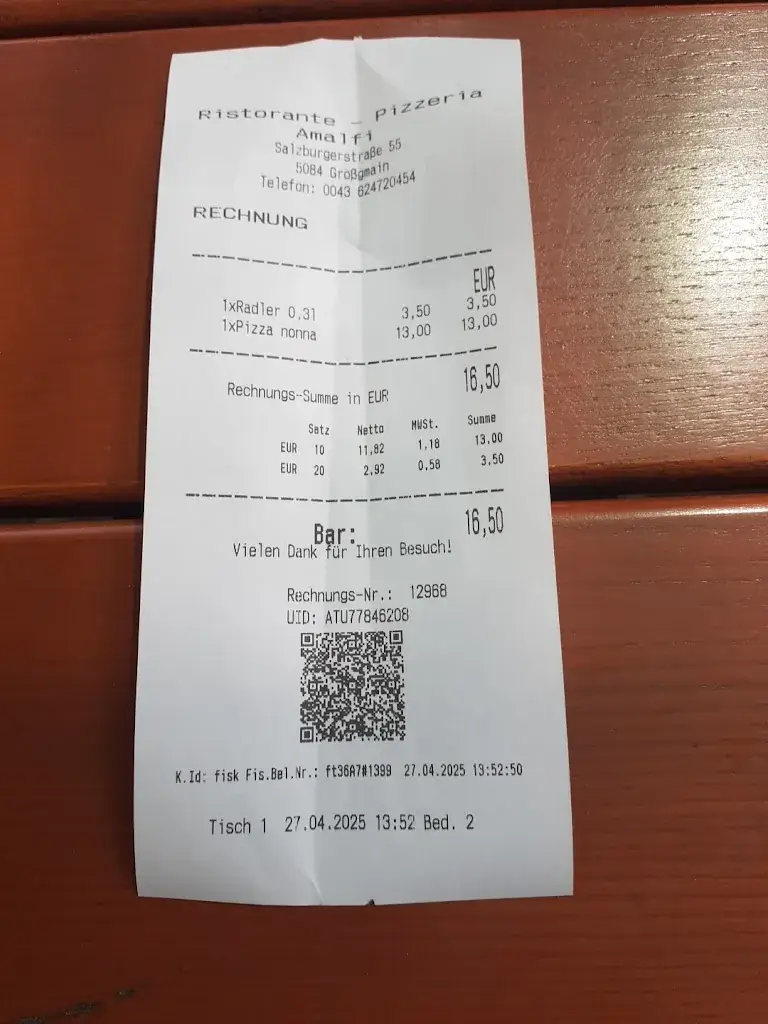 Ristorante - Pizzeria
Amalfi
Salzburgerstraße 55
5084 Großgmain
Telefon: 0043 624720454
RECHNUNG
EUR
1xRadler 0,3l 3,50 3,50
1xPizza nonna 13,00 13,00
Rechnungs-Summe in EUR 16,50
Satz Netto MWSt. Summe
EUR 10 11,82 1,18 13,00
EUR 20 2,92 0,58 3,50
Bar: 16,50
Vielen Dank für Ihren Besuch!
Rechnungs-Nr.: 12968
UID: ATU77846208
K.Id: fisk Fis.Bel.Nr.: ft36A7#1399 27.04.2025 13:52:50
Tisch 1 27.04.2025 13:52 Bed. 2